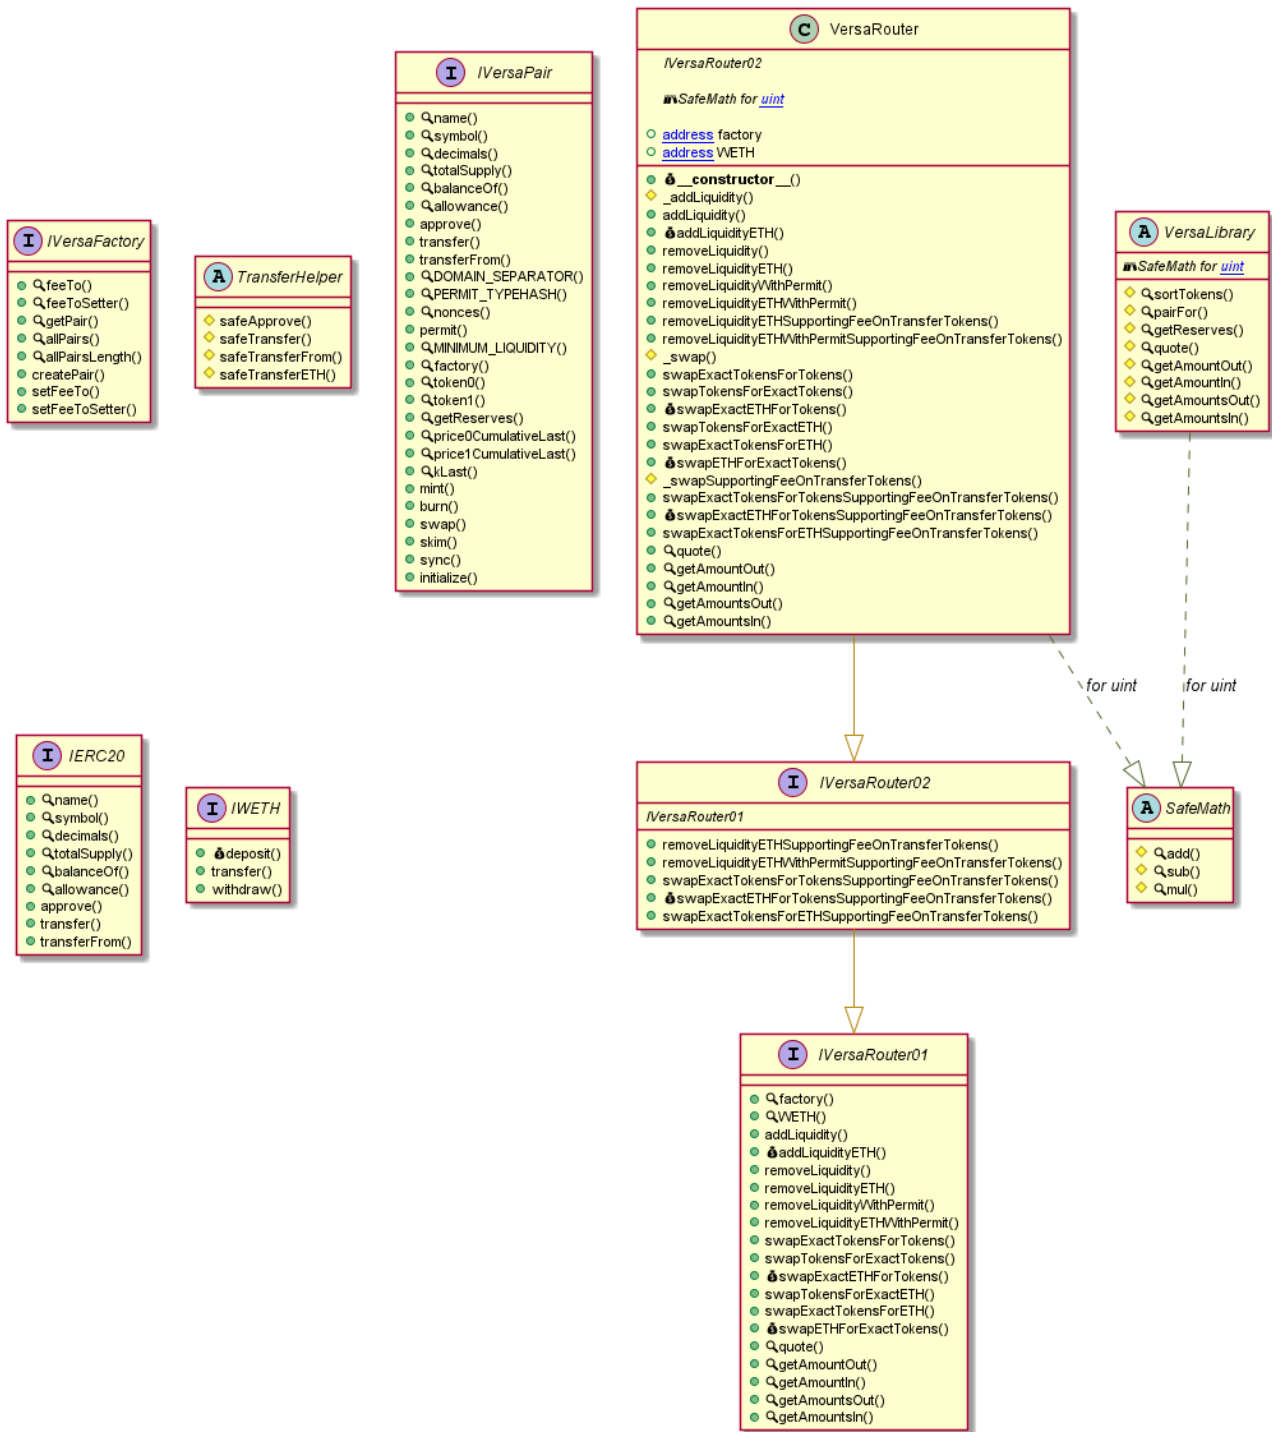 I IVersaFactory
feeTo()
feeToSetter()
getPair()
allPairs()
allPairsLength()
createPair()
setFeeTo()
setFeeToSetter()
A TransferHelper
safeApprove()
safeTransfer()
safeTransferFrom()
safeTransferETH()
I IVersaPair
name()
symbol()
decimals()
totalSupply()
balanceOf()
allowance()
approve()
transfer()
transferFrom()
DOMAIN_SEPARATOR()
PERMIT_TYPEHASH()
nonces()
permit()
MINIMUM_LIQUIDITY()
factory()
token0()
token1()
getReserves()
price0CumulativeLast()
price1CumulativeLast()
kLast()
mint()
burn()
swap()
skim()
sync()
initialize()
C VersaRouter
IVersaRouter02
SafeMath for uint
address factory
address WETH
__constructor__()
_addLiquidity()
addLiquidity()
addLiquidityETH()
removeLiquidity()
removeLiquidityETH()
removeLiquidityWithPermit()
removeLiquidityETHWithPermit()
removeLiquidityETHSupportingFeeOnTransferTokens()
removeLiquidityETHWithPermitSupportingFeeOnTransferTokens()
_swap()
swapExactTokensForTokens()
swapTokensForExactTokens()
swapExactETHForTokens()
swapTokensForExactETH()
swapExactTokensForETH()
swapETHForExactTokens()
_swapSupportingFeeOnTransferTokens()
swapExactTokensForTokensSupportingFeeOnTransferTokens()
swapExactETHForTokensSupportingFeeOnTransferTokens()
swapExactTokensForETHSupportingFeeOnTransferTokens()
quote()
getAmountOut()
getAmountIn()
getAmountsOut()
getAmountsIn()
A VersaLibrary
SafeMath for uint
sortTokens()
pairFor()
getReserves()
quote()
getAmountOut()
getAmountIn()
getAmountsOut()
getAmountsIn()
for uint
for uint
I IERC20
name()
symbol()
decimals()
totalSupply()
balanceOf()
allowance()
approve()
transfer()
transferFrom()
I IWETH
deposit()
transfer()
withdraw()
I IVersaRouter02
IVersaRouter01
removeLiquidityETHSupportingFeeOnTransferTokens()
removeLiquidityETHWithPermitSupportingFeeOnTransferTokens()
swapExactTokensForTokensSupportingFeeOnTransferTokens()
swapExactETHForTokensSupportingFeeOnTransferTokens()
swapExactTokensForETHSupportingFeeOnTransferTokens()
A SafeMath
add()
sub()
mul()
I IVersaRouter01
factory()
WETH()
addLiquidity()
addLiquidityETH()
removeLiquidity()
removeLiquidityETH()
removeLiquidityWithPermit()
removeLiquidityETHWithPermit()
swapExactTokensForTokens()
swapTokensForExactTokens()
swapExactETHForTokens()
swapTokensForExactETH()
swapExactTokensForETH()
swapETHForExactTokens()
quote()
getAmountOut()
getAmountIn()
getAmountsOut()
getAmountsIn()